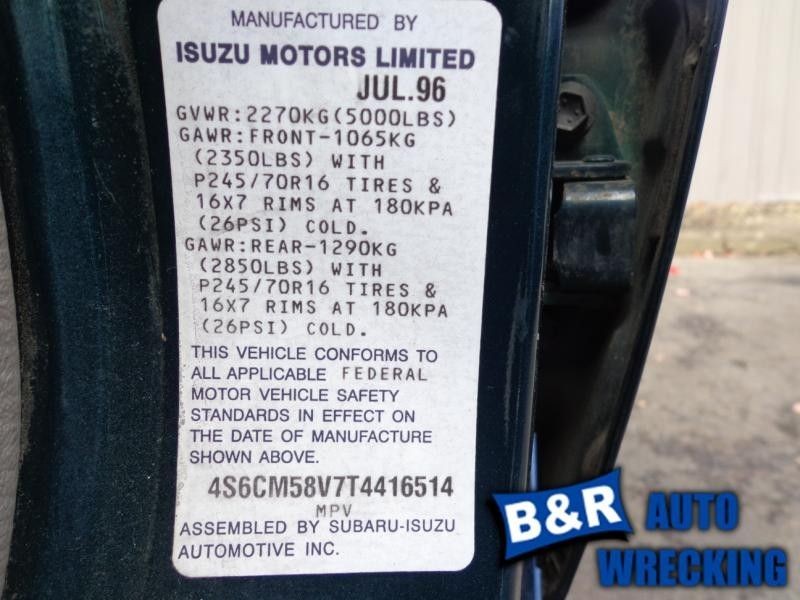 MANUFACTURED BY
ISUZU MOTORS LIMITED
JUL.96
GVWR:2270KG(5000LBS)
GAWR:FRONT-1065KG
(2350LBS) WITH
P245/70R16 TIRES &
16X7 RIMS AT 180KPA
(26PSI) COLD.
GAWR:REAR-1290KG
(2850LBS) WITH
P245/70R16 TIRES &
16X7 RIMS AT 180KPA
(26PSI) COLD.
THIS VEHICLE CONFORMS TO
ALL APPLICABLE FEDERAL
MOTOR VEHICLE SAFETY
STANDARDS IN EFFECT ON
THE DATE OF MANUFACTURE
SHOWN ABOVE.
4S6CM58V7T4416514
MPV
ASSEMBLED BY SUBARU-ISUZU
AUTOMOTIVE INC.
B&R AUTO
WRECKING